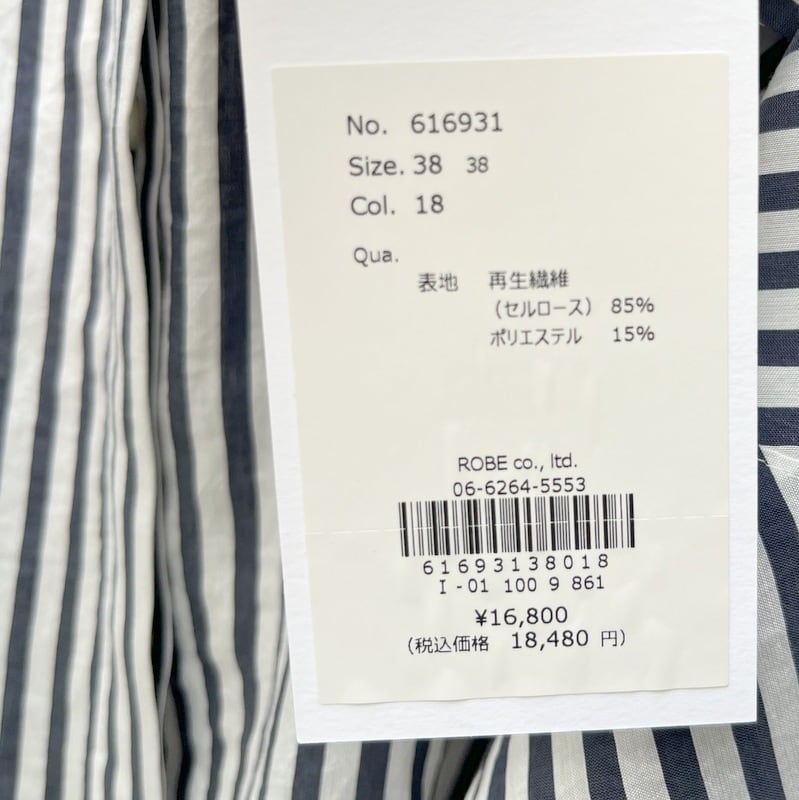 No. 616931
Size. 38 38
Col. 18
Qua.
表地 再生繊維
（セルロース） 85%
ポリエステル 15%
ROBE co., ltd.
06-6264-5553
61693138018
I -01 100 9 861
¥16,800
（税込価格 18,480 円）